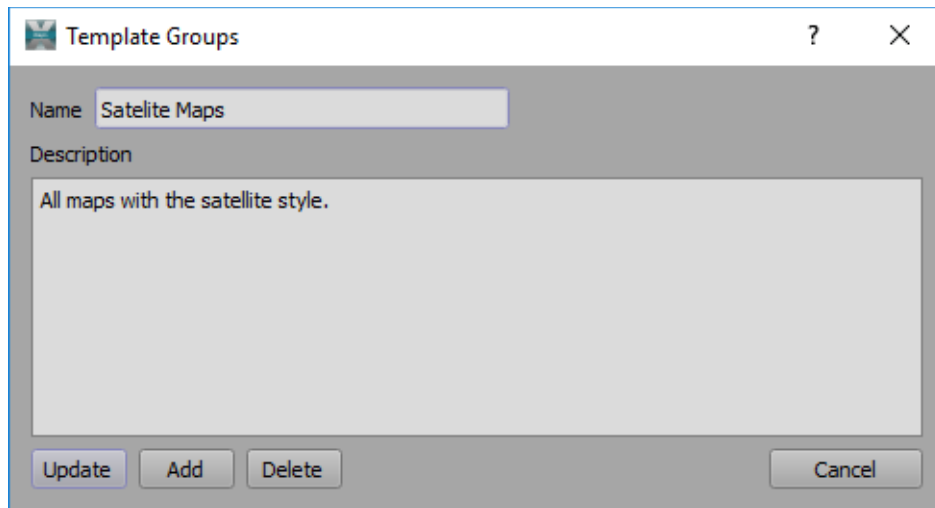 Template Groups
?
Name Satelite Maps
Description
All maps with the satellite style.
Update Add Delete Cancel